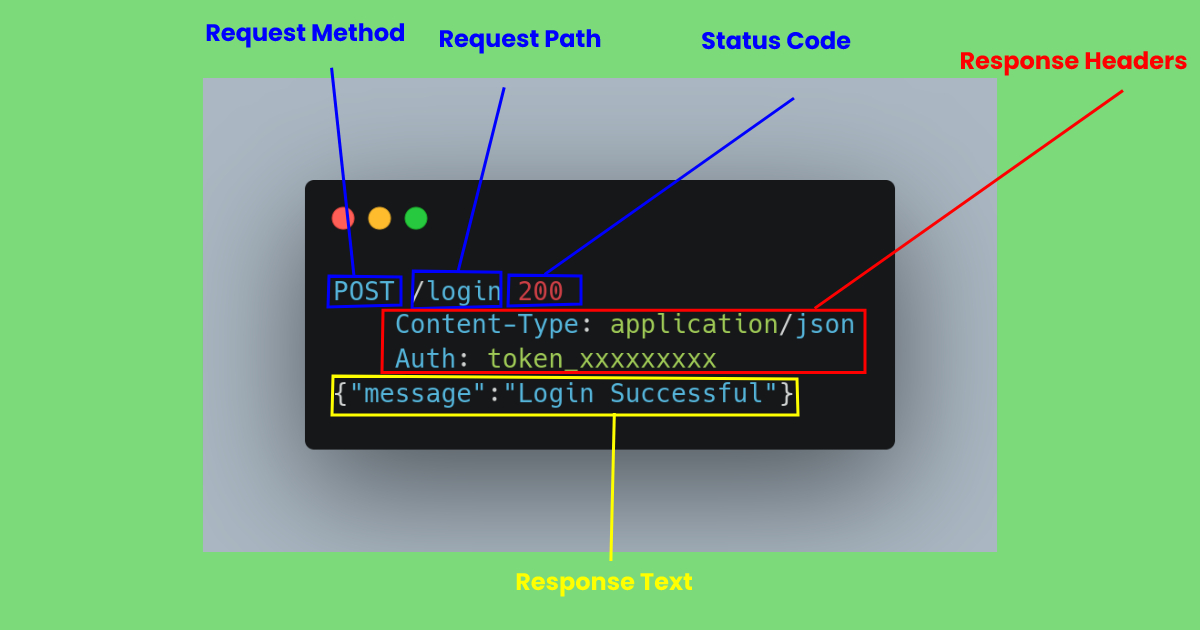 Request Method
Request Path
Status Code
Response Headers
POST /login 200
Content-Type: application/json
Auth: token_xxxxxxxxx
{"message":"Login Successful"}
Response Text